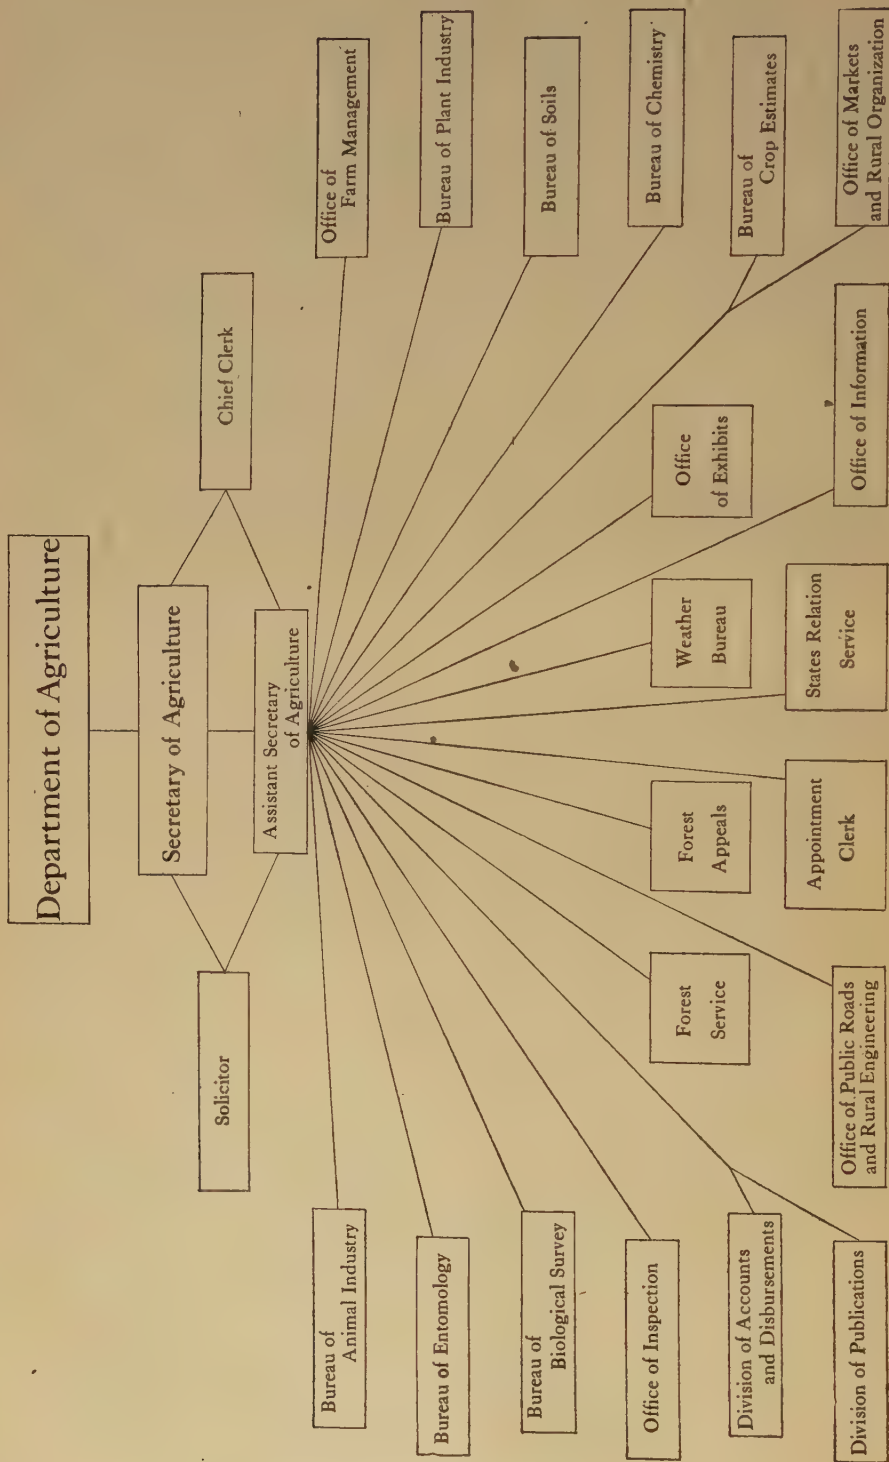 Department of Agriculture
Secretary of Agriculture
Solicitor
Chief Clerk
Assistant Secretary
of Agriculture
Bureau of
Animal Industry
Bureau of Entomology
Bureau of
Biological Survey
Office of Inspection
Division of Accounts
and Disbursements
Division of Publications
Office of Public Roads
and Rural Engineering
Forest
Service
Forest
Appeals
Appointment
Clerk
Weather
Bureau
States Relation
Service
Office
of Exhibits
Office of Information
Office of
Farm Management
Bureau of Plant Industry
Bureau of Soils
Bureau of Chemistry
Bureau of
Crop Estimates
Office of Markets
and Rural Organization